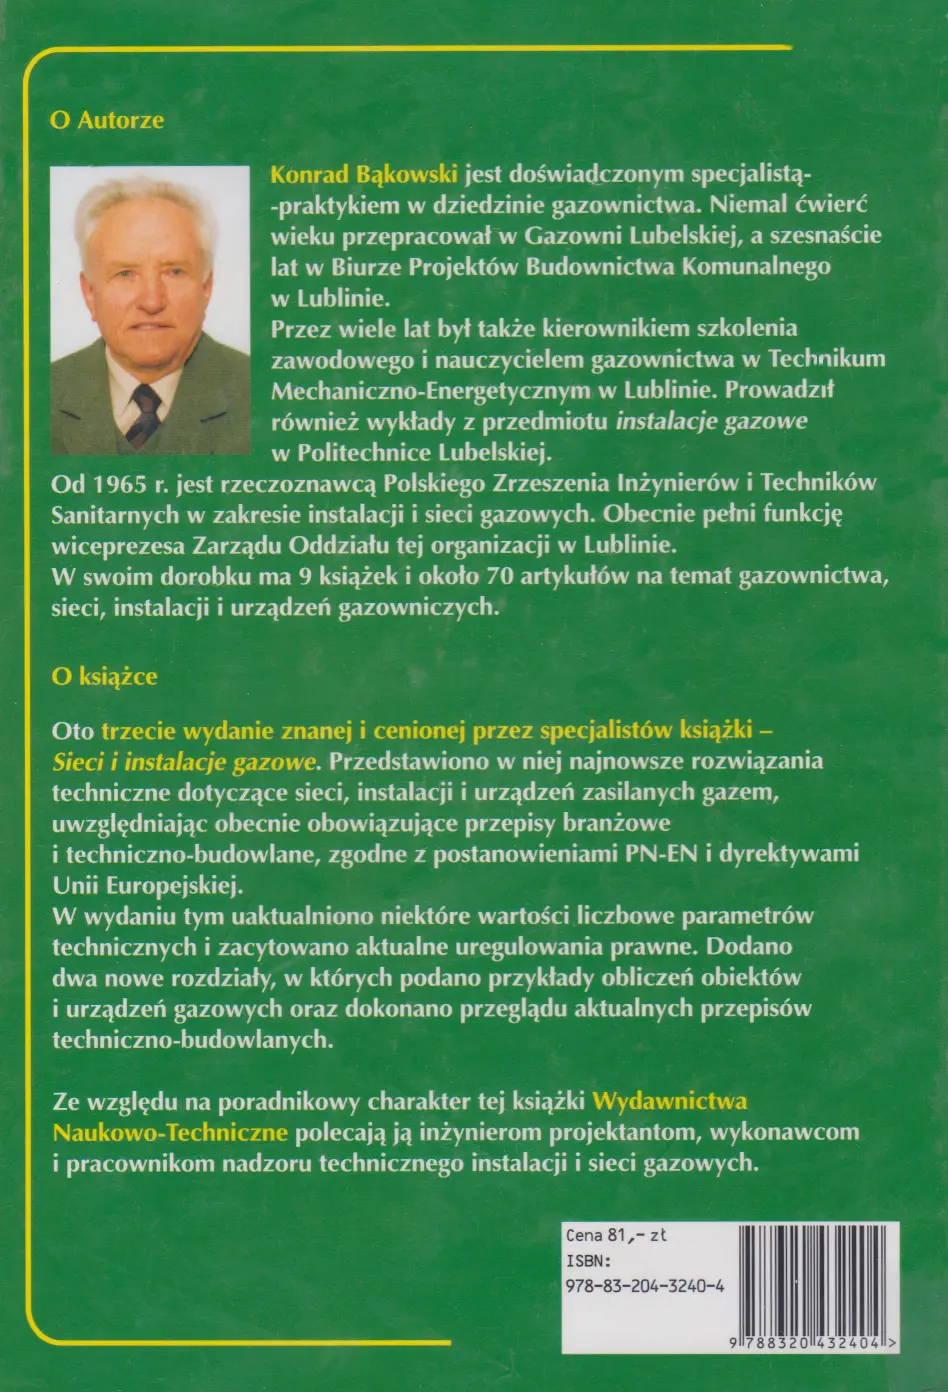 O Autorze
Konrad Bąkowski jest doświadczonym specjalistą-
-praktykiem w dziedzinie gazownictwa. Niemal ćwierć
wieku przepracował w Gazowni Lubelskiej, a szesnaście
lat w Biurze Projektów Budownictwa Komunalnego
w Lublinie.
Przez wiele lat był także kierownikiem szkolenia
zawodowego i nauczycielem gazownictwa w Technikum
Mechaniczno-Energetycznym w Lublinie. Prowadził
również wykłady z przedmiotu instalacje gazowe
w Politechnice Lubelskiej.
Od 1965 r. jest rzeczoznawcą Polskiego Zrzeszenia Inżynierów i Techników
Sanitarnych w zakresie instalacji i sieci gazowych. Obecnie pełni funkcję
wiceprezesa Zarządu Oddziału tej organizacji w Lublinie.
W swoim dorobku ma 9 książek i około 70 artykułów na temat gazownictwa,
sieci, instalacji i urządzeń gazowniczych.
O książce
Oto trzecie wydanie znanej i cenionej przez specjalistów książki –
Sieci i instalacje gazowe. Przedstawiono w niej najnowsze rozwiązania
techniczne dotyczące sieci, instalacji i urządzeń zasilanych gazem,
uwzględniając obecnie obowiązujące przepisy branżowe
i techniczno-budowlane, zgodne z postanowieniami PN-EN i dyrektywami
Unii Europejskiej.
W wydaniu tym uaktualniono niektóre wartości liczbowe parametrów
technicznych i zacytowano aktualne uregulowania prawne. Dodano
dwa nowe rozdziały, w których podano przykłady obliczeń obiektów
i urządzeń gazowych oraz dokonano przeglądu aktualnych przepisów
techniczno-budowlanych.
Ze względu na poradnikowy charakter tej książki Wydawnictwa
Naukowo-Techniczne polecają ją inżynierom projektantom, wykonawcom
i pracownikom nadzoru technicznego instalacji i sieci gazowych.
Cena 81,- zł
ISBN:
978-83-204-3240-4
9 788320 432404 >